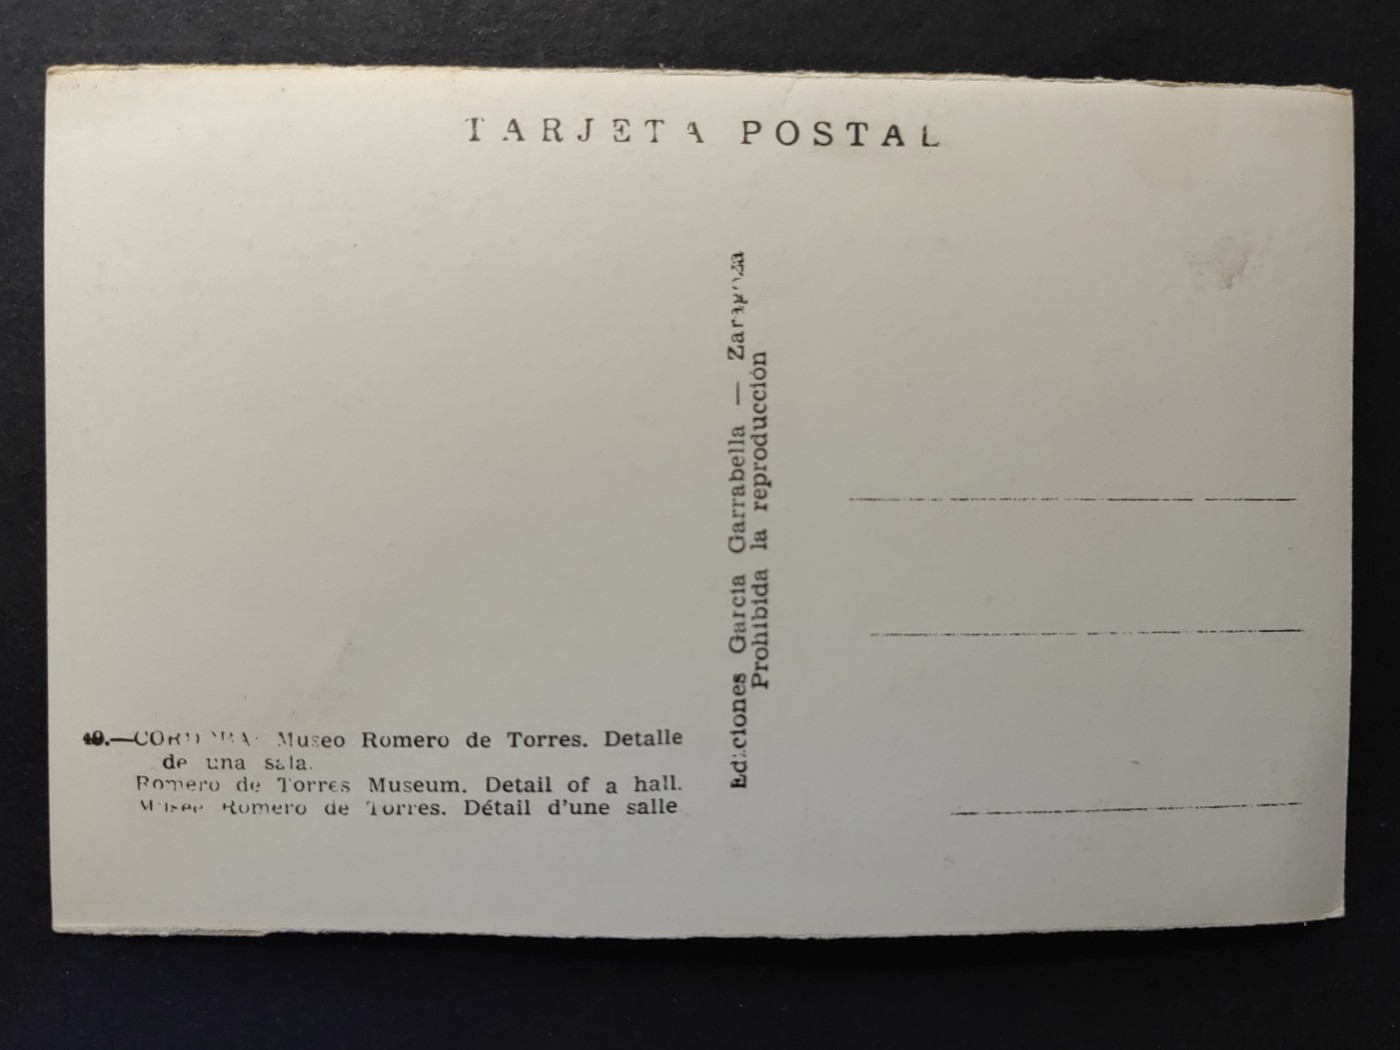 TARJETA POSTAL
Ediciones García Garrabella — Zaragoza
Prohibida la reproducción
49.—CORDOBA. Museo Romero de Torres. Detalle
de una sala.
Romero de Torres Museum. Detail of a hall.
Musee Romero de Torres. Détail d'une salle